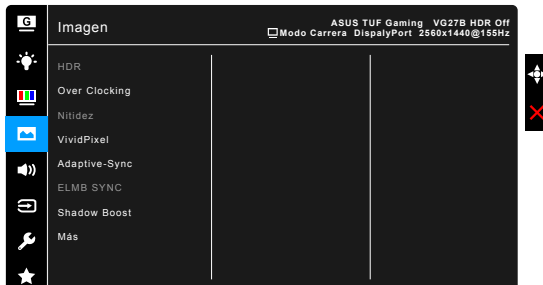 G
Imagen
ASUS TUF Gaming VG27B HDR Off
Modo Carrera DispalyPort 2560x1440@155Hz
HDR
Over Clocking
Nitidez
VividPixel
Adaptive-Sync
ELMB SYNC
Shadow Boost
Más